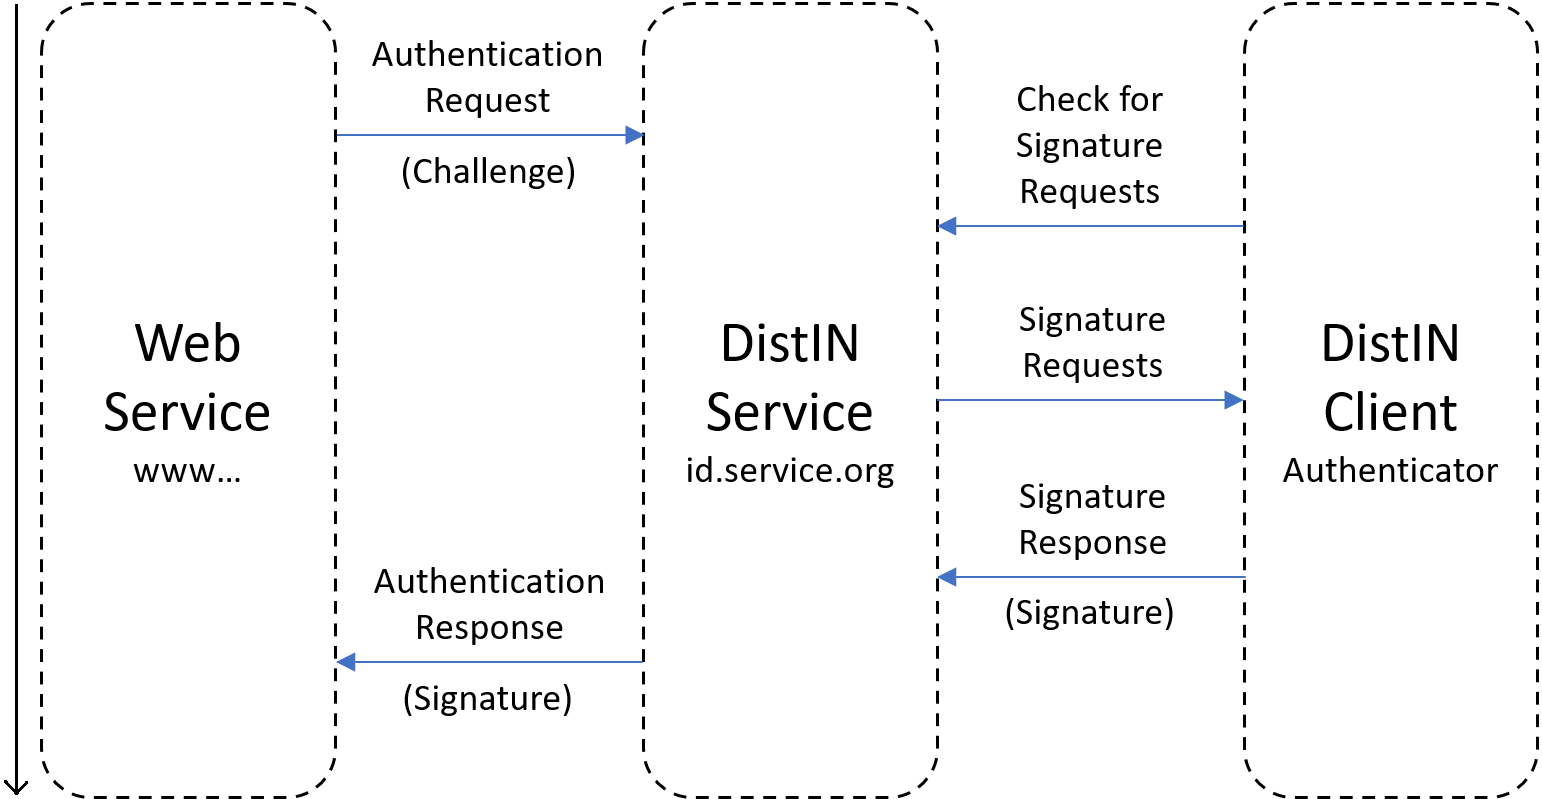 Authentication
Request
(Challenge)
Check for
Signature
Requests
Web
Service
www...
DistIN
Service
id.service.org
Signature
Requests
DistIN
Client
Authenticator
Signature
Response
(Signature)
Authentication
Response
(Signature)